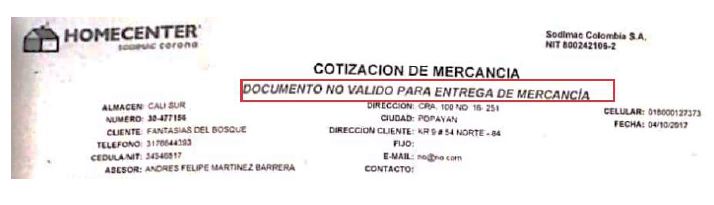 HOMECENTER
sodimac corona
Sodimac Colombia S.A.
NIT 800242106-2
COTIZACION DE MERCANCIA
DOCUMENTO NO VALIDO PARA ENTREGA DE MERCANCÍA
ALMACEN: CALI SUR
NUMERO: 30-477156
CLIENTE: FANTASIAS DEL BOSQUE
TELEFONO: 3176644393
CEDULA/NIT: 34546817
ASESOR: ANDRES FELIPE MARTINEZ BARRERA
DIRECCION: CRA. 100 NO 16- 251
CIUDAD: POPAYAN
DIRECCION CLIENTE: KR 9 # 54 NORTE - 84
FIJO:
E-MAIL: no@no.com
CONTACTO:
CELULAR: 018000127373
FECHA: 04/10/2017